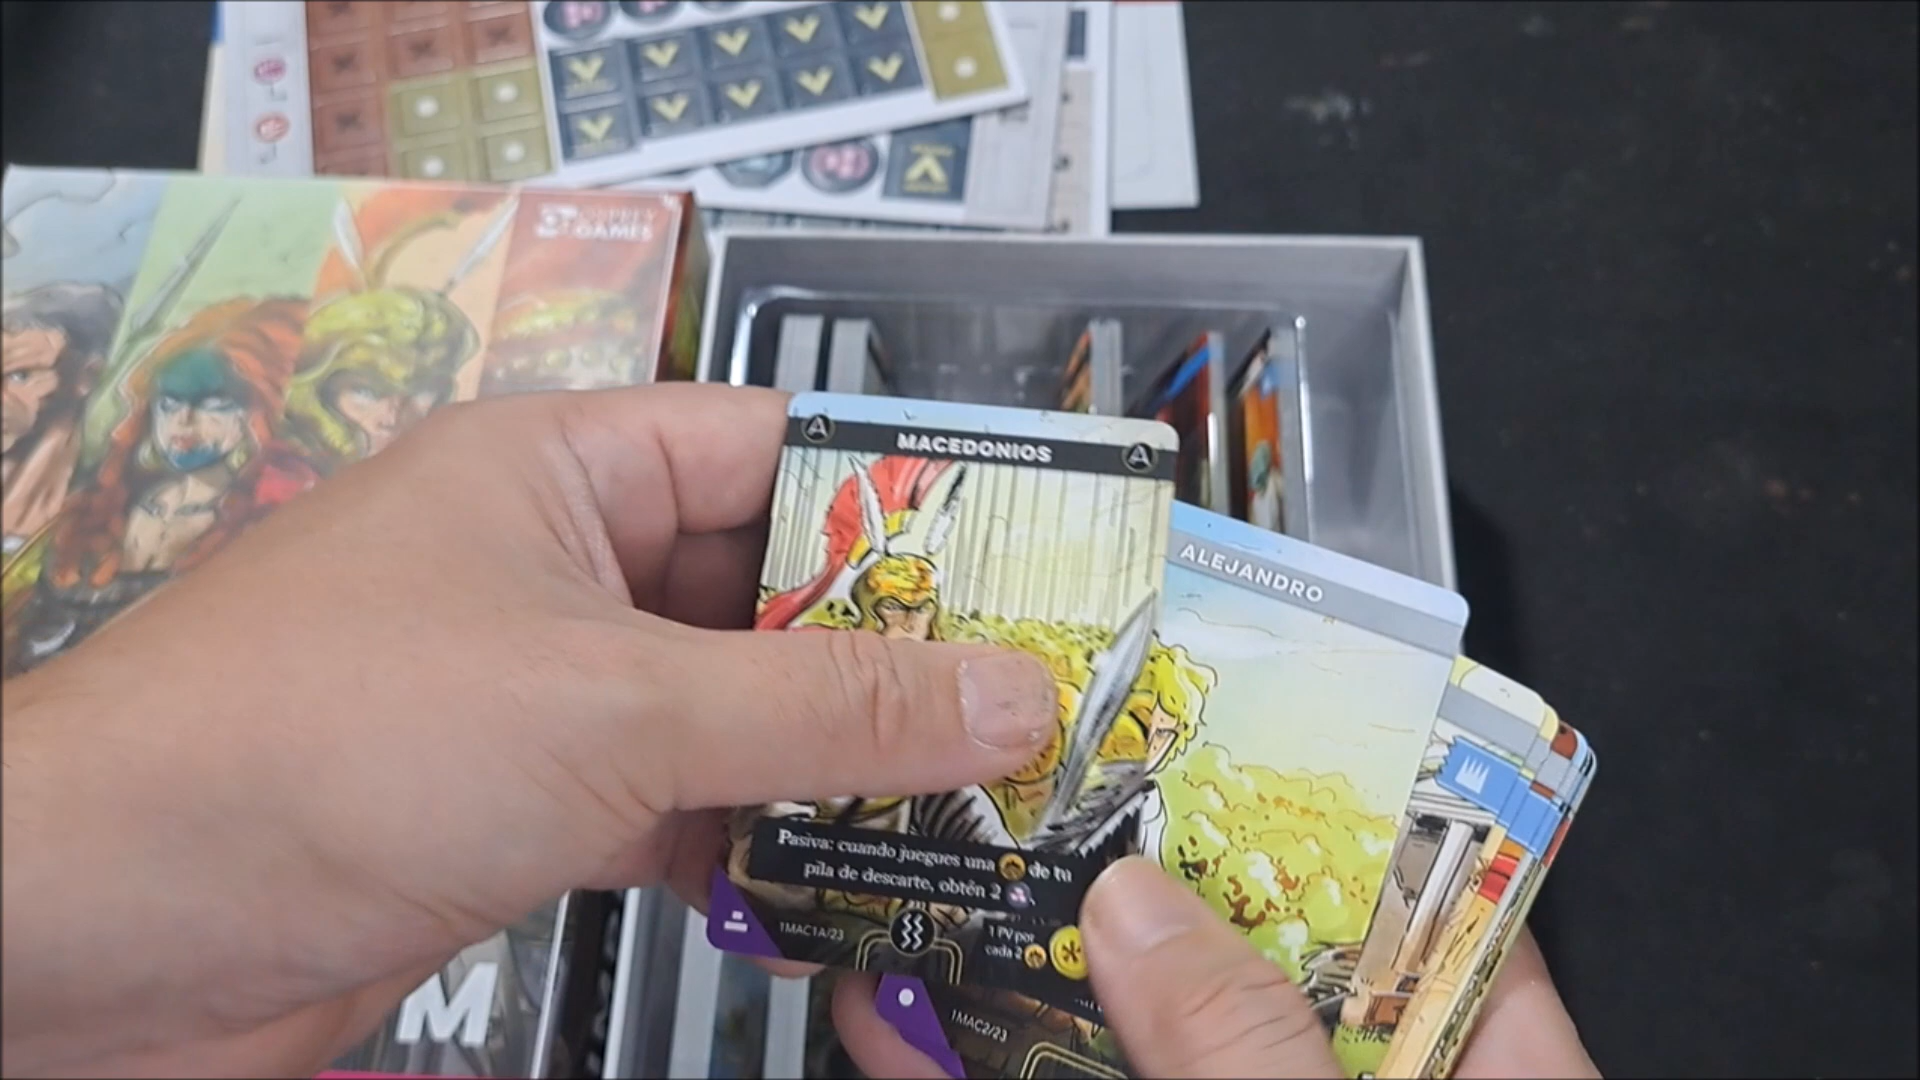 OSPREY
GAMES
A
MACEDONIOS
A
ALEJANDRO
Pasiva: cuando juegues una de tu
pila de descarte, obtén 2 .
1MAC1A/23
1 PV por
cada 2
1MAC2/23
M